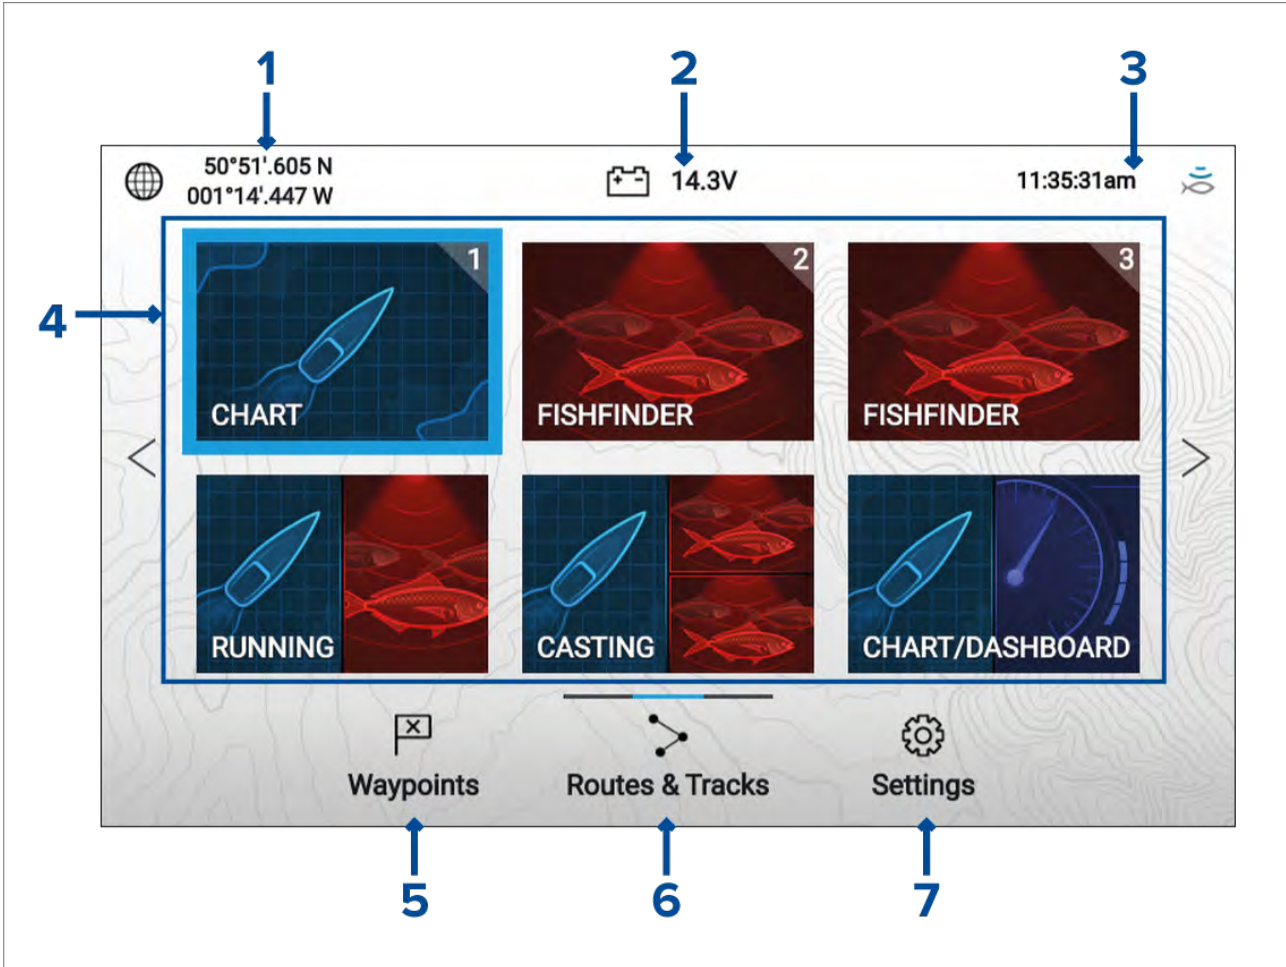 1
2
3
50°51'.605 N
001°14'.447 W
14.3V
11:35:31am
4
1
CHART
2
FISHFINDER
3
FISHFINDER
RUNNING
CASTING
CHART/DASHBOARD
Waypoints
Routes & Tracks
Settings
5
6
7